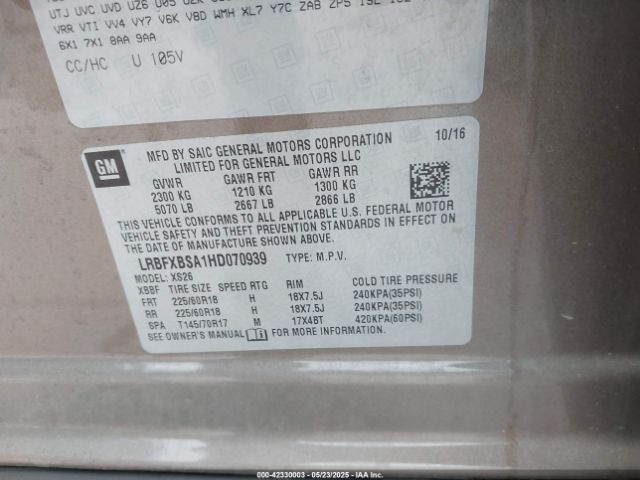 UTJ UVC UVD UZ6 U05 UZK
VRR VTI VV4 VY7 V6K V8D WMH XL7 Y7C ZAB ZP5
6X1 7X1 8AA 9AA
CC/HC U 105V
GM
MFD BY SAIC GENERAL MOTORS CORPORATION 10/16
LIMITED FOR GENERAL MOTORS LLC
GVWR GAWR FRT GAWR RR
2300 KG 1210 KG 1300 KG
5070 LB 2667 LB 2866 LB
THIS VEHICLE CONFORMS TO ALL APPLICABLE U.S. FEDERAL MOTOR
VEHICLE SAFETY AND THEFT PREVENTION STANDARDS IN EFFECT ON
THE DATE OF MANUFACTURE SHOWN ABOVE.
LRBFXBSA1HD070939 TYPE: M.P.V.
MODEL: XS26
XBBF TIRE SIZE SPEED RTG RIM COLD TIRE PRESSURE
FRT 225/60R18 H 18X7.5J 240KPA(35PSI)
RR 225/60R18 H 18X7.5J 240KPA(35PSI)
SPA T145/70R17 M 17X4BT 420KPA(60PSI)
SEE OWNER'S MANUAL FOR MORE INFORMATION.
000-42330003 — 05/23/2025 — IAAI.COM